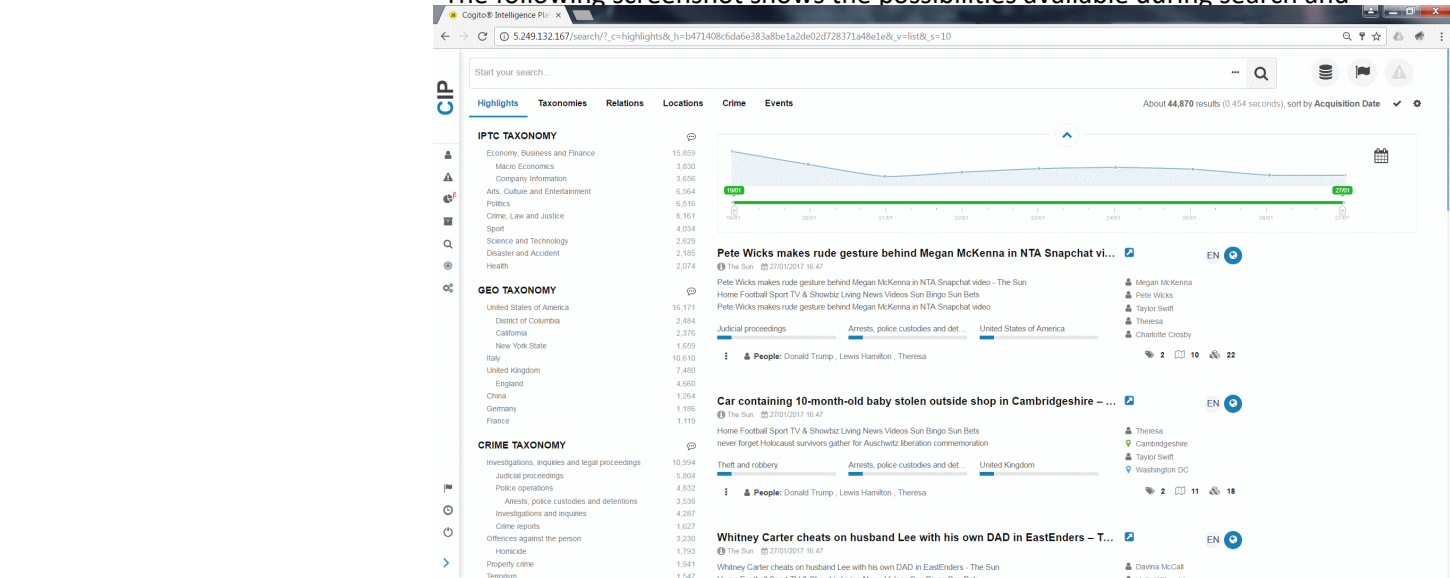 The following screenshot shows the possibilities available during search and
Cogito® Intelligence Pla
5.249.132.167/search/?_c=highlights&_h=b471408c6da6e383a8be1a2de02d728371a48e1e&_v=list&_s=10
CIP
Start your search...
Highlights Taxonomies Relations Locations Crime Events
About 44,870 results (0.454 seconds), sort by Acquisition Date
IPTC TAXONOMY
Economy, Business and Finance 15,859
Macro Economics 3,830
Company Information 3,656
Arts, Culture and Entertainment 6,564
Politics 6,516
Crime, Law and Justice 6,161
Sport 4,034
Science and Technology 2,629
Disaster and Accident 2,185
Health 2,074
GEO TAXONOMY
United States of America 16,171
District of Columbia 2,484
California 2,376
New York State 1,659
Italy 10,610
United Kingdom 7,480
England 4,660
China 1,264
Germany 1,186
France 1,119
CRIME TAXONOMY
Investigations, inquiries and legal proceedings 10,994
Judicial proceedings 5,804
Police operations 4,832
Arrests, police custodies and detentions 3,538
Investigations and inquiries 4,287
Crime reports 1,627
Offences against the person 3,230
Homicide 1,793
Property crime 1,941
Terrorism 1,547
19/01 27/01
19/01 20/01 21/01 22/01 23/01 24/01 25/01 26/01 27/01
Pete Wicks makes rude gesture behind Megan McKenna in NTA Snapchat vi...
EN
The Sun 27/01/2017 16:47
Pete Wicks makes rude gesture behind Megan McKenna in NTA Snapchat video - The Sun
Home Football Sport TV & Showbiz Living News Videos Sun Bingo Sun Bets
Pete Wicks makes rude gesture behind Megan McKenna in NTA Snapchat video
Judicial proceedings Arrests, police custodies and det... United States of America
People: Donald Trump , Lewis Hamilton , Theresa
Megan McKenna
Pete Wicks
Taylor Swift
Theresa
Charlotte Crosby
2 10 22
Car containing 10-month-old baby stolen outside shop in Cambridgeshire – ...
EN
The Sun 27/01/2017 16:47
Home Football Sport TV & Showbiz Living News Videos Sun Bingo Sun Bets
never forget Holocaust survivors gather for Auschwitz liberation commemoration
Theft and robbery Arrests, police custodies and det... United Kingdom
People: Donald Trump , Lewis Hamilton , Theresa
Theresa
Cambridgeshire
Taylor Swift
Washington DC
2 11 18
Whitney Carter cheats on husband Lee with his own DAD in EastEnders – T...
EN
The Sun 27/01/2017 16:47
Whitney Carter cheats on husband Lee with his own DAD in EastEnders - The Sun
Davina McCall